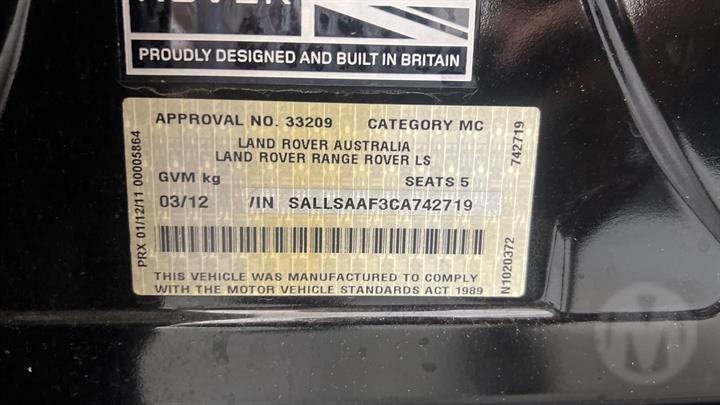 ROVER
PROUDLY DESIGNED AND BUILT IN BRITAIN
APPROVAL NO. 33209 CATEGORY MC
LAND ROVER AUSTRALIA
LAND ROVER RANGE ROVER LS
GVM kg SEATS 5
03/12 /IN SALLSAAF3CA742719
THIS VEHICLE WAS MANUFACTURED TO COMPLY
WITH THE MOTOR VEHICLE STANDARDS ACT 1989
PRX 01/12/11 00005864
742719
N1020372
M